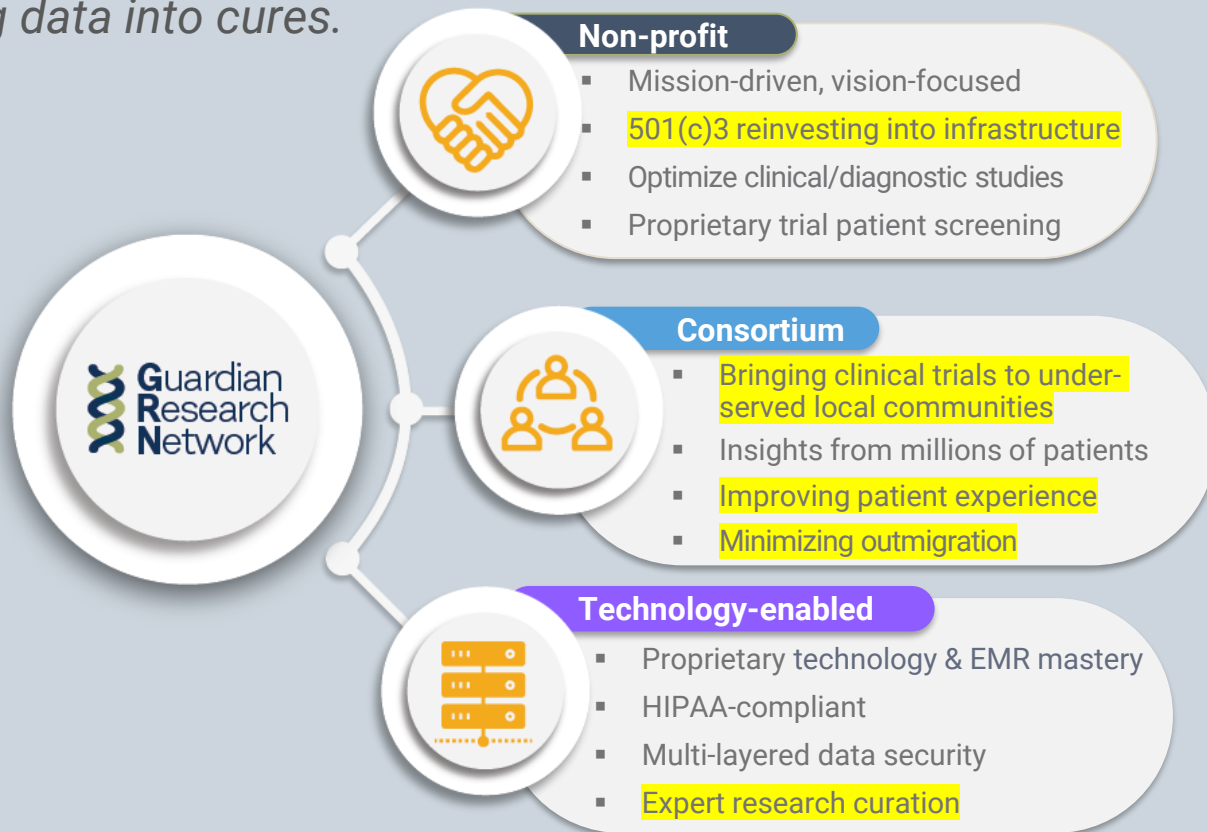 g data into cures.
Non-profit
▪ Mission-driven, vision-focused
▪ 501(c)3 reinvesting into infrastructure
▪ Optimize clinical/diagnostic studies
▪ Proprietary trial patient screening
Guardian
Research
Network
Consortium
▪ Bringing clinical trials to under-
served local communities
▪ Insights from millions of patients
▪ Improving patient experience
▪ Minimizing outmigration
Technology-enabled
▪ Proprietary technology & EMR mastery
▪ HIPAA-compliant
▪ Multi-layered data security
▪ Expert research curation